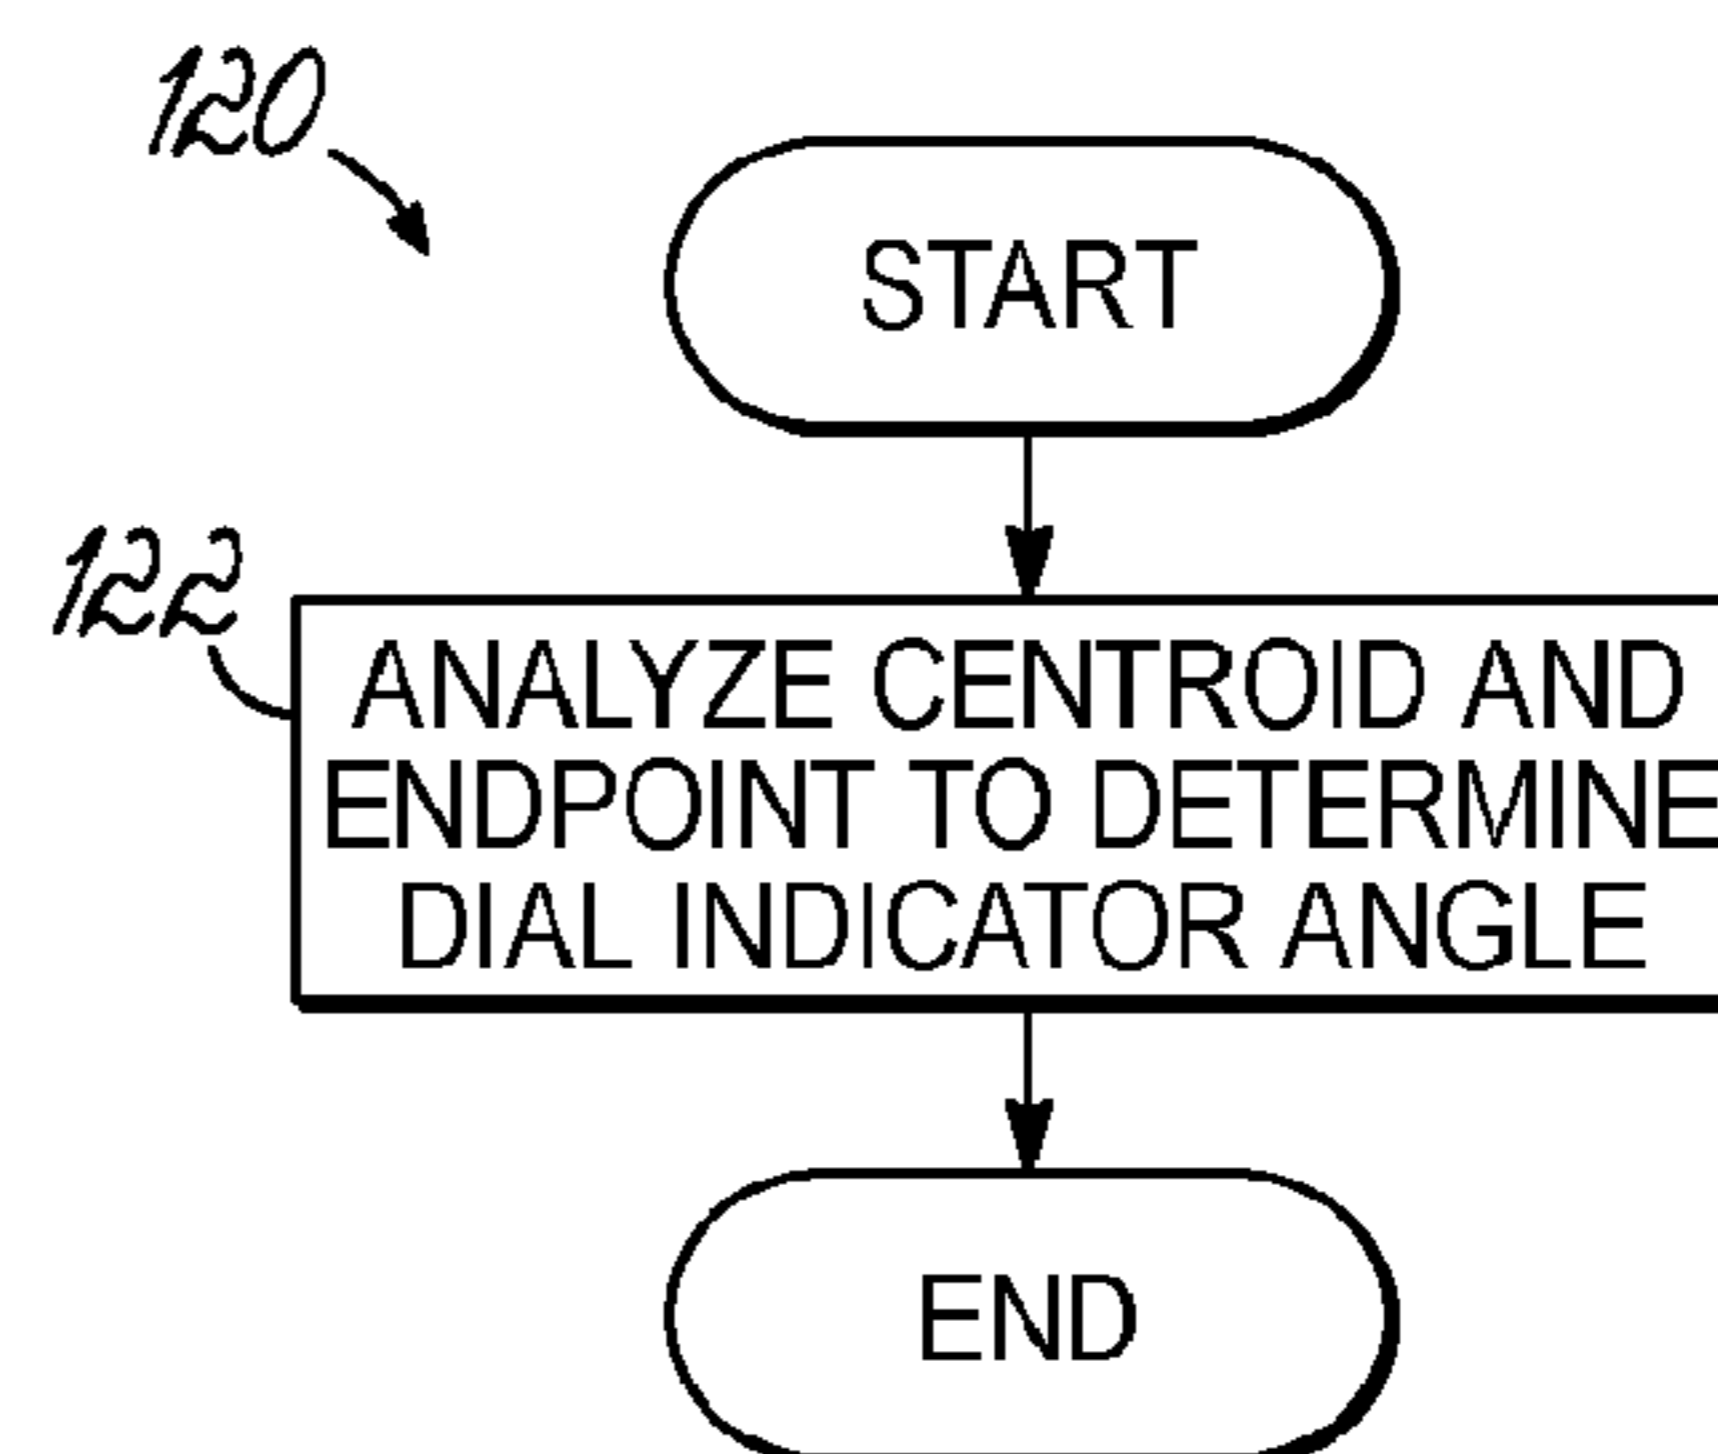 120
START
122
ANALYZE CENTROID AND
ENDPOINT TO DETERMINE
DIAL INDICATOR ANGLE
END